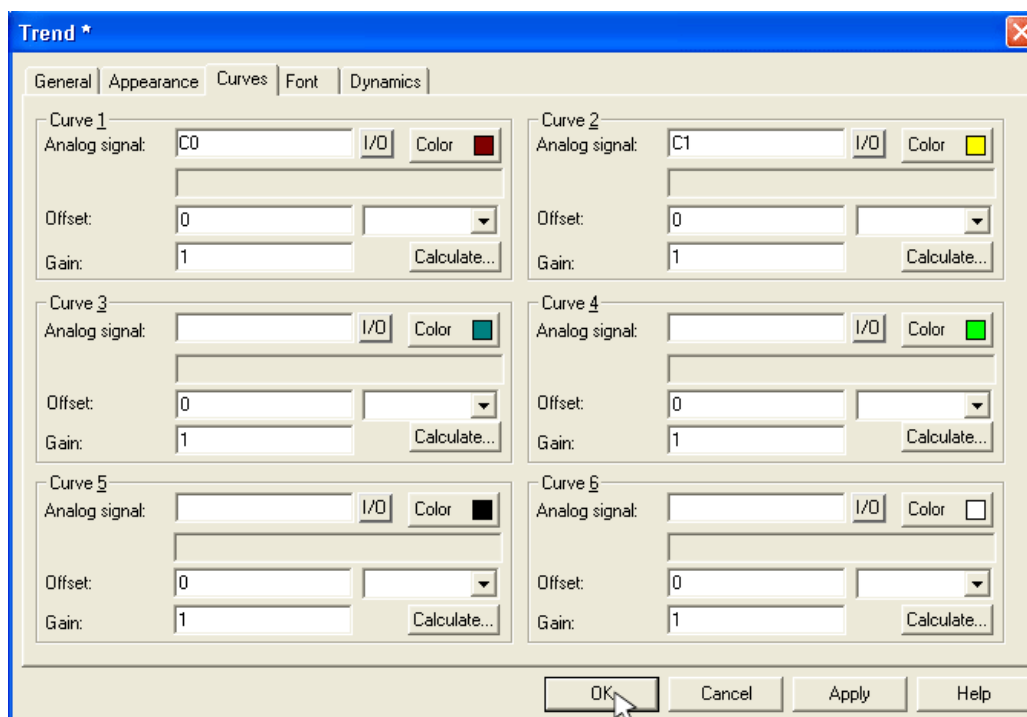 Trend *
General Appearance Curves Font Dynamics
Curve 1
Analog signal: C0 I/O Color
Offset: 0
Gain: 1 Calculate...
Curve 2
Analog signal: C1 I/O Color
Offset: 0
Gain: 1 Calculate...
Curve 3
Analog signal: I/O Color
Offset: 0
Gain: 1 Calculate...
Curve 4
Analog signal: I/O Color
Offset: 0
Gain: 1 Calculate...
Curve 5
Analog signal: I/O Color
Offset: 0
Gain: 1 Calculate...
Curve 6
Analog signal: I/O Color
Offset: 0
Gain: 1 Calculate...
OK Cancel Apply Help